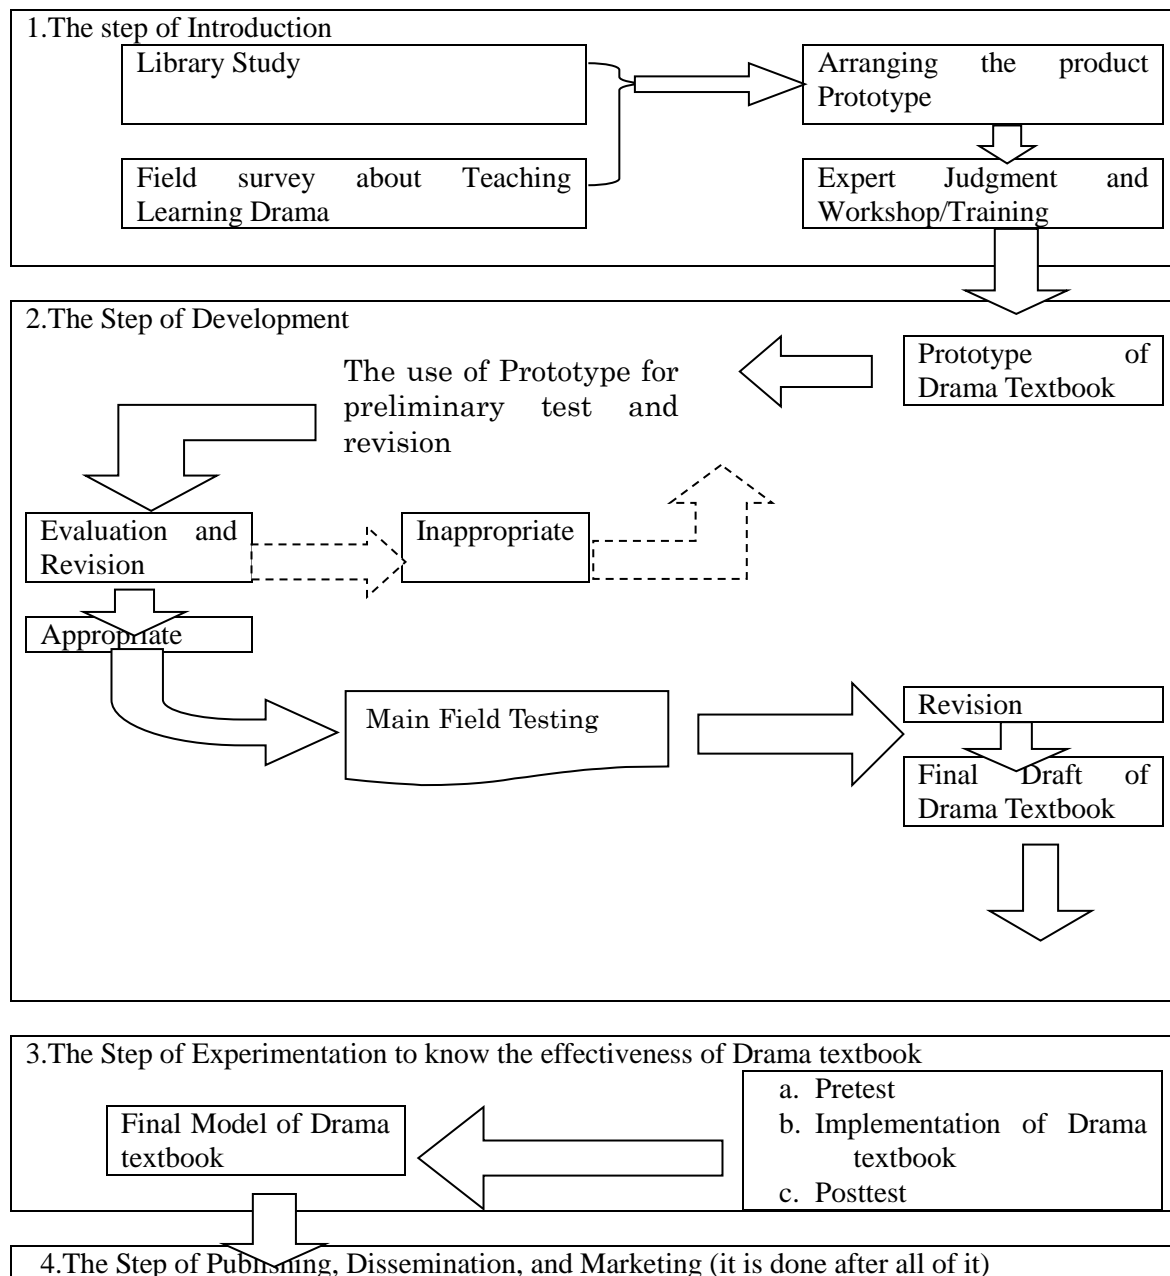 1.The step of Introduction
Library Study
Arranging the product
Prototype
Field survey about Teaching
Learning Drama
Expert Judgment and
Workshop/Training
2.The Step of Development
Prototype of
Drama Textbook
The use of Prototype for
preliminary test and
revision
Evaluation and
Revision
Inappropriate
Appropriate
Main Field Testing
Revision
Final Draft of
Drama Textbook
3.The Step of Experimentation to know the effectiveness of Drama textbook
Final Model of Drama
textbook
a. Pretest
b. Implementation of Drama
textbook
c. Posttest
4.The Step of Publishing, Dissemination, and Marketing (it is done after all of it)